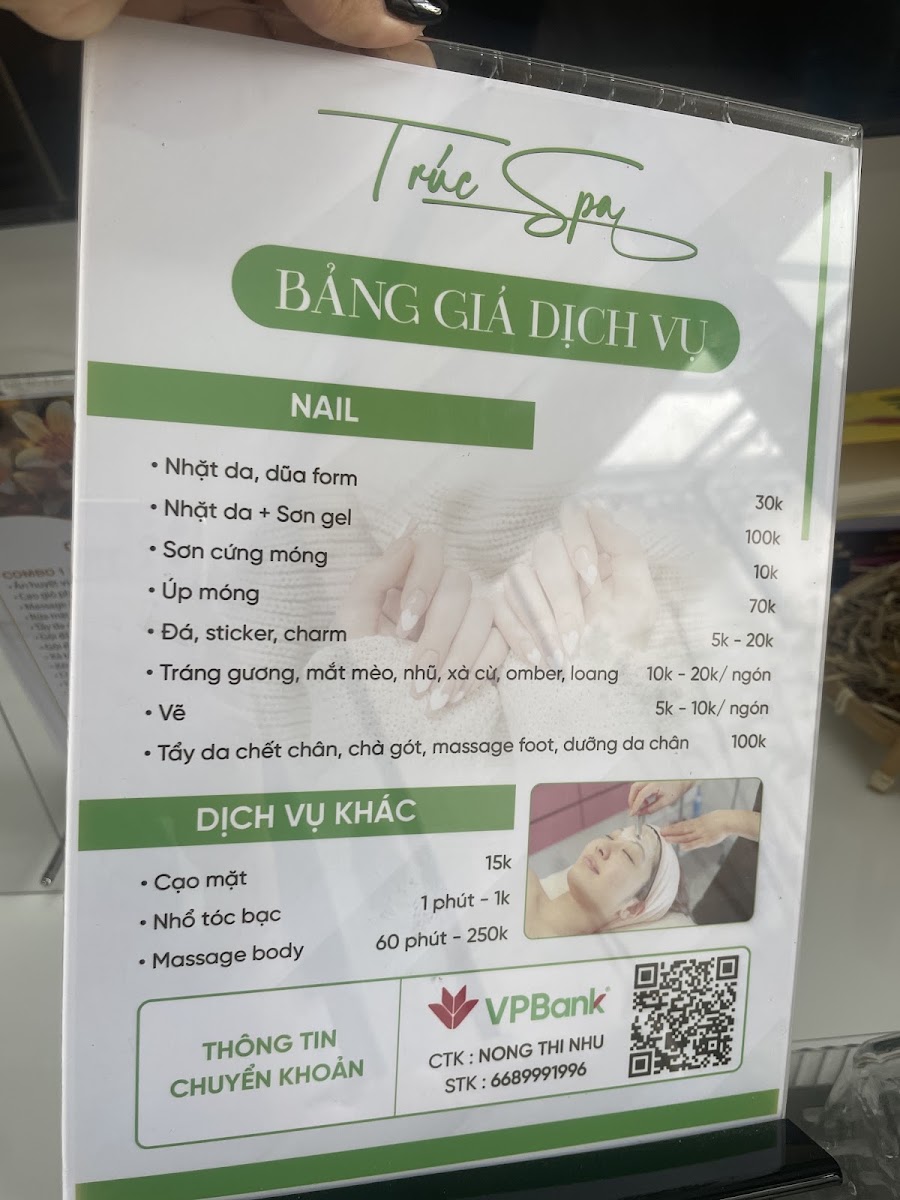 Trúc Spa
BẢNG GIÁ DỊCH VỤ
NAIL
• Nhặt da, dũa form 30k
• Nhặt da + Sơn gel 100k
• Sơn cứng móng 10k
• Úp móng 70k
• Đá, sticker, charm 5k - 20k
• Tráng gương, mắt mèo, nhũ, xà cừ, omber, loang 10k - 20k/ ngón
• Vẽ 5k - 10k/ ngón
• Tẩy da chết chân, chà gót, massage foot, dưỡng da chân 100k
DỊCH VỤ KHÁC
• Cạo mặt 15k
• Nhổ tóc bạc 1 phút - 1k
• Massage body 60 phút - 250k
THÔNG TIN
CHUYỂN KHOẢN
VPBank
CTK : NONG THI NHU
STK : 6689991996
COMBO 1